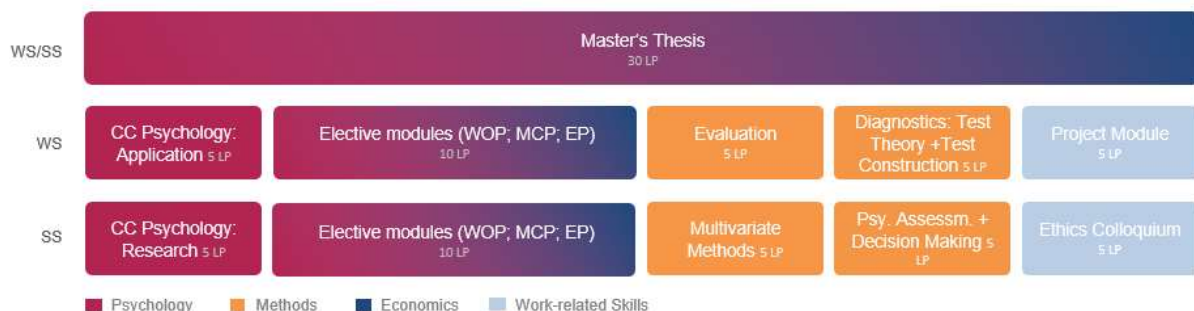 WS/SS
Master's Thesis
30 LP
WS
CC Psychology:
Application 5 LP
Elective modules (WOP; MCP; EP)
10 LP
Evaluation
5 LP
Diagnostics: Test
Theory +Test
Construction 5 LP
Project Module
5 LP
SS
CC Psychology:
Research 5 LP
Elective modules (WOP; MCP; EP)
10 LP
Multivariate
Methods 5 LP
Psy. Assessm. +
Decision Making 5
LP
Ethics Colloquium
5 LP
Psychology Methods Economics Work-related Skills